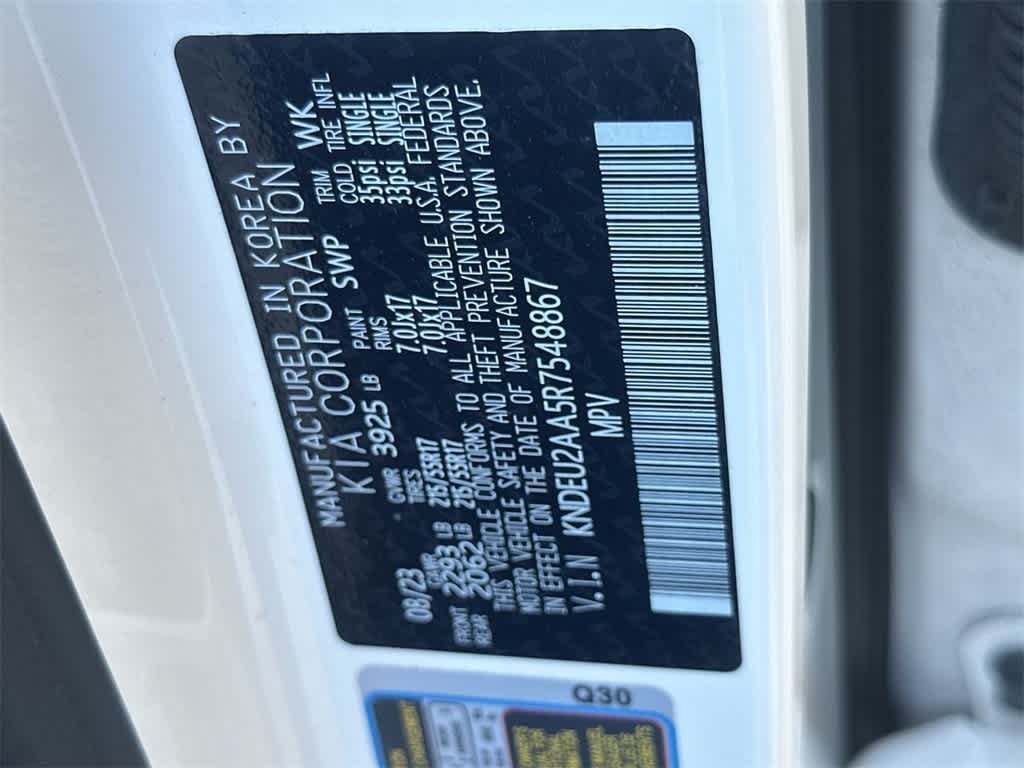 MANUFACTURED IN KOREA BY
KIA CORPORATION
08/23 GVWR 3925 LB PAINT SWP TRIM WK
GAWR TIRES RIMS COLD TIRE INFL
FRONT 2293 LB 215/55R17 7.0Jx17 35psi SINGLE
REAR 2062 LB 215/55R17 7.0Jx17 33psi SINGLE
THIS VEHICLE CONFORMS TO ALL APPLICABLE U.S.A. FEDERAL
MOTOR VEHICLE SAFETY AND THEFT PREVENTION STANDARDS
IN EFFECT ON THE DATE OF MANUFACTURE SHOWN ABOVE.
V.I.N KNDEU2AA5R7548867
MPV
Q30